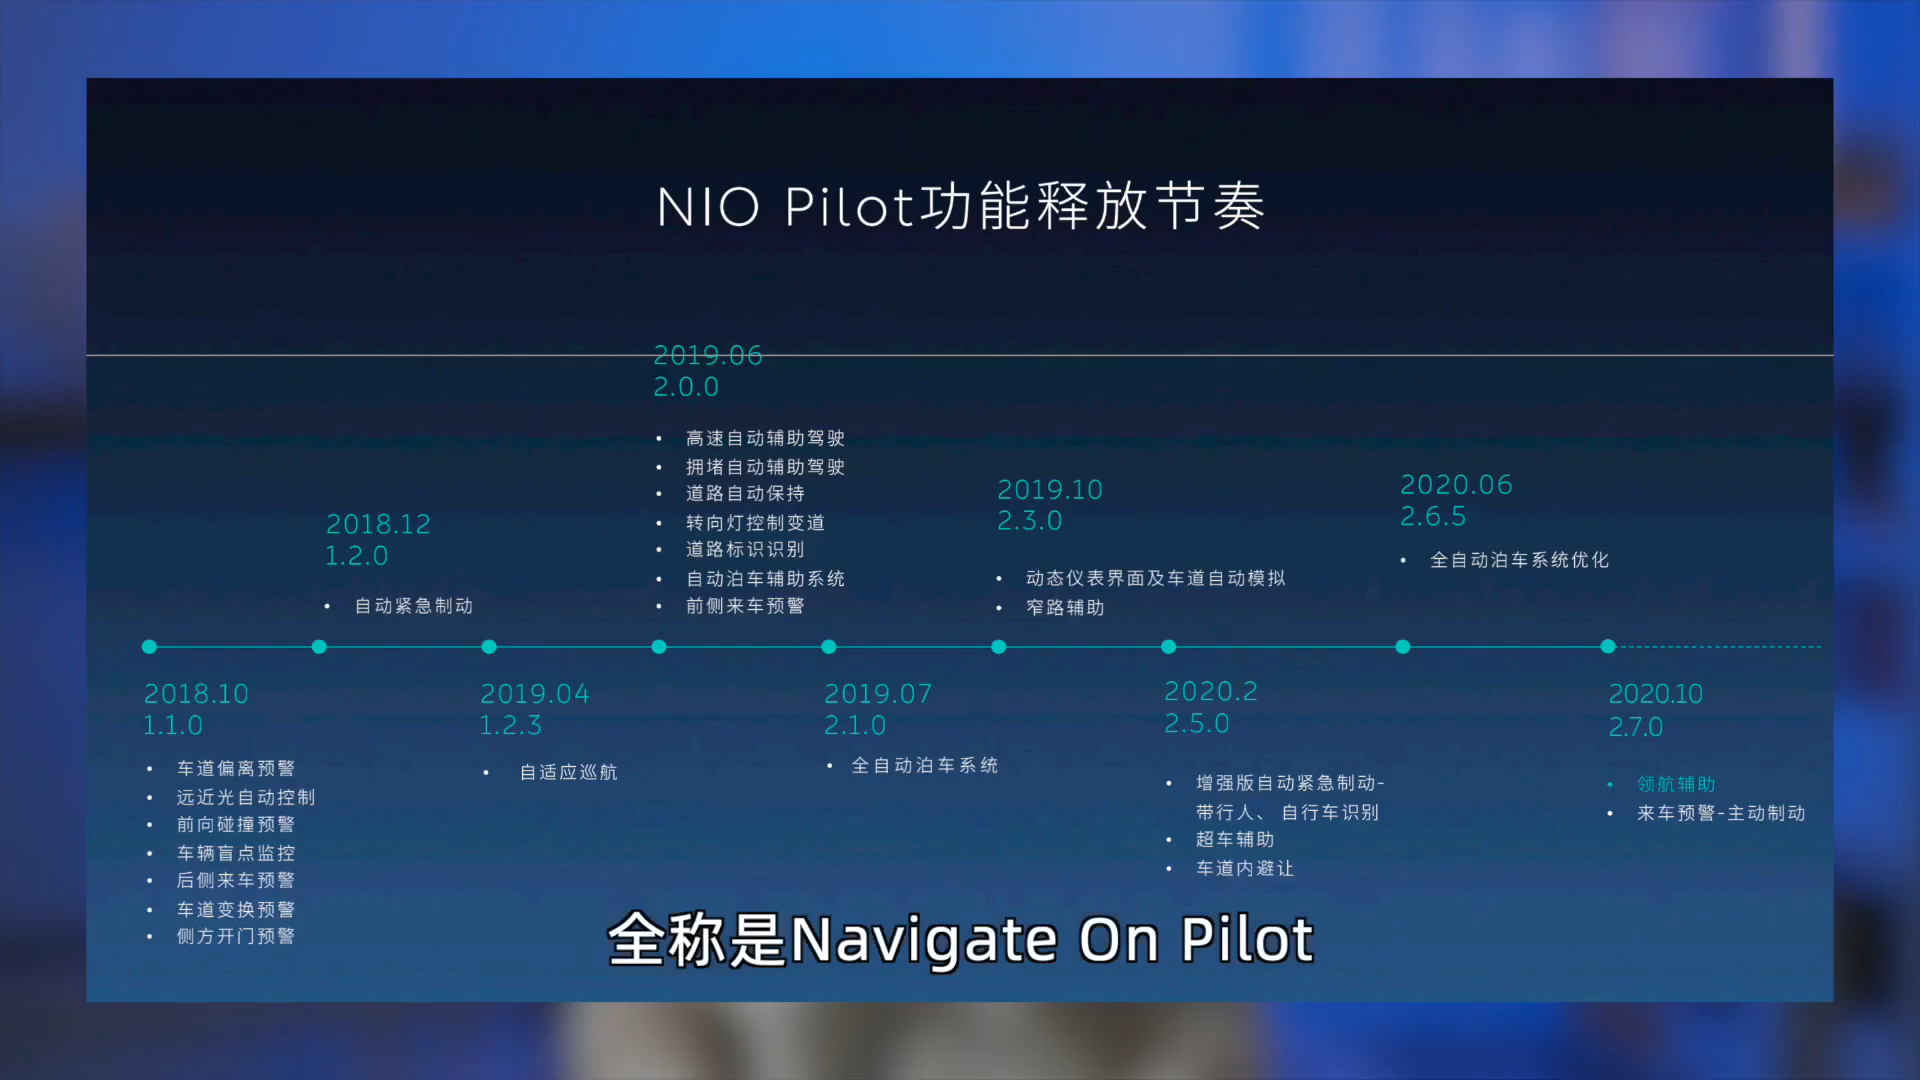 NIO Pilot功能释放节奏
2018.10
1.1.0
车道偏离预警
远近光自动控制
前向碰撞预警
车辆盲点监控
后侧来车预警
车道变换预警
侧方开门预警
2018.12
1.2.0
自动紧急制动
2019.04
1.2.3
自适应巡航
2019.06
2.0.0
高速自动辅助驾驶
拥堵自动辅助驾驶
道路自动保持
转向灯控制变道
道路标识识别
自动泊车辅助系统
前侧来车预警
2019.07
2.1.0
全自动泊车系统
2019.10
2.3.0
动态仪表界面及车道自动模拟
窄路辅助
2020.2
2.5.0
增强版自动紧急制动-
带行人、自行车识别
超车辅助
车道内避让
2020.06
2.6.5
全自动泊车系统优化
2020.10
2.7.0
领航辅助
来车预警-主动制动
全称是Navigate On Pilot